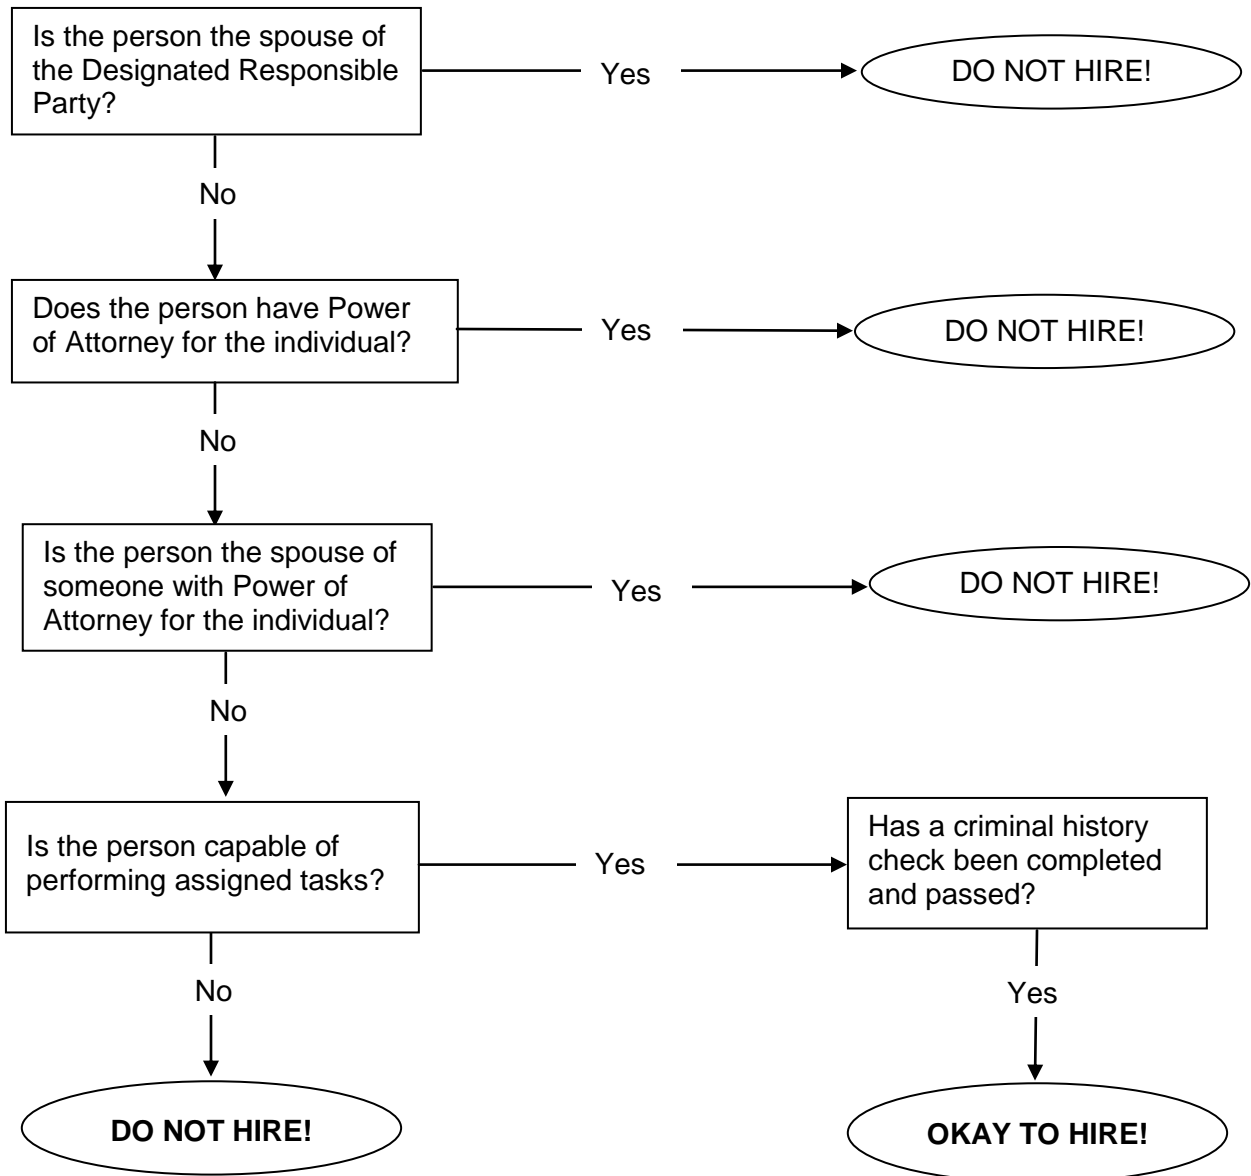 Is the person the spouse of
the Designated Responsible
Party?
Yes
DO NOT HIRE!
No
Does the person have Power
of Attorney for the individual?
Yes
DO NOT HIRE!
No
Is the person the spouse of
someone with Power of
Attorney for the individual?
Yes
DO NOT HIRE!
No
Is the person capable of
performing assigned tasks?
Yes
Has a criminal history
check been completed
and passed?
No
Yes
DO NOT HIRE!
OKAY TO HIRE!